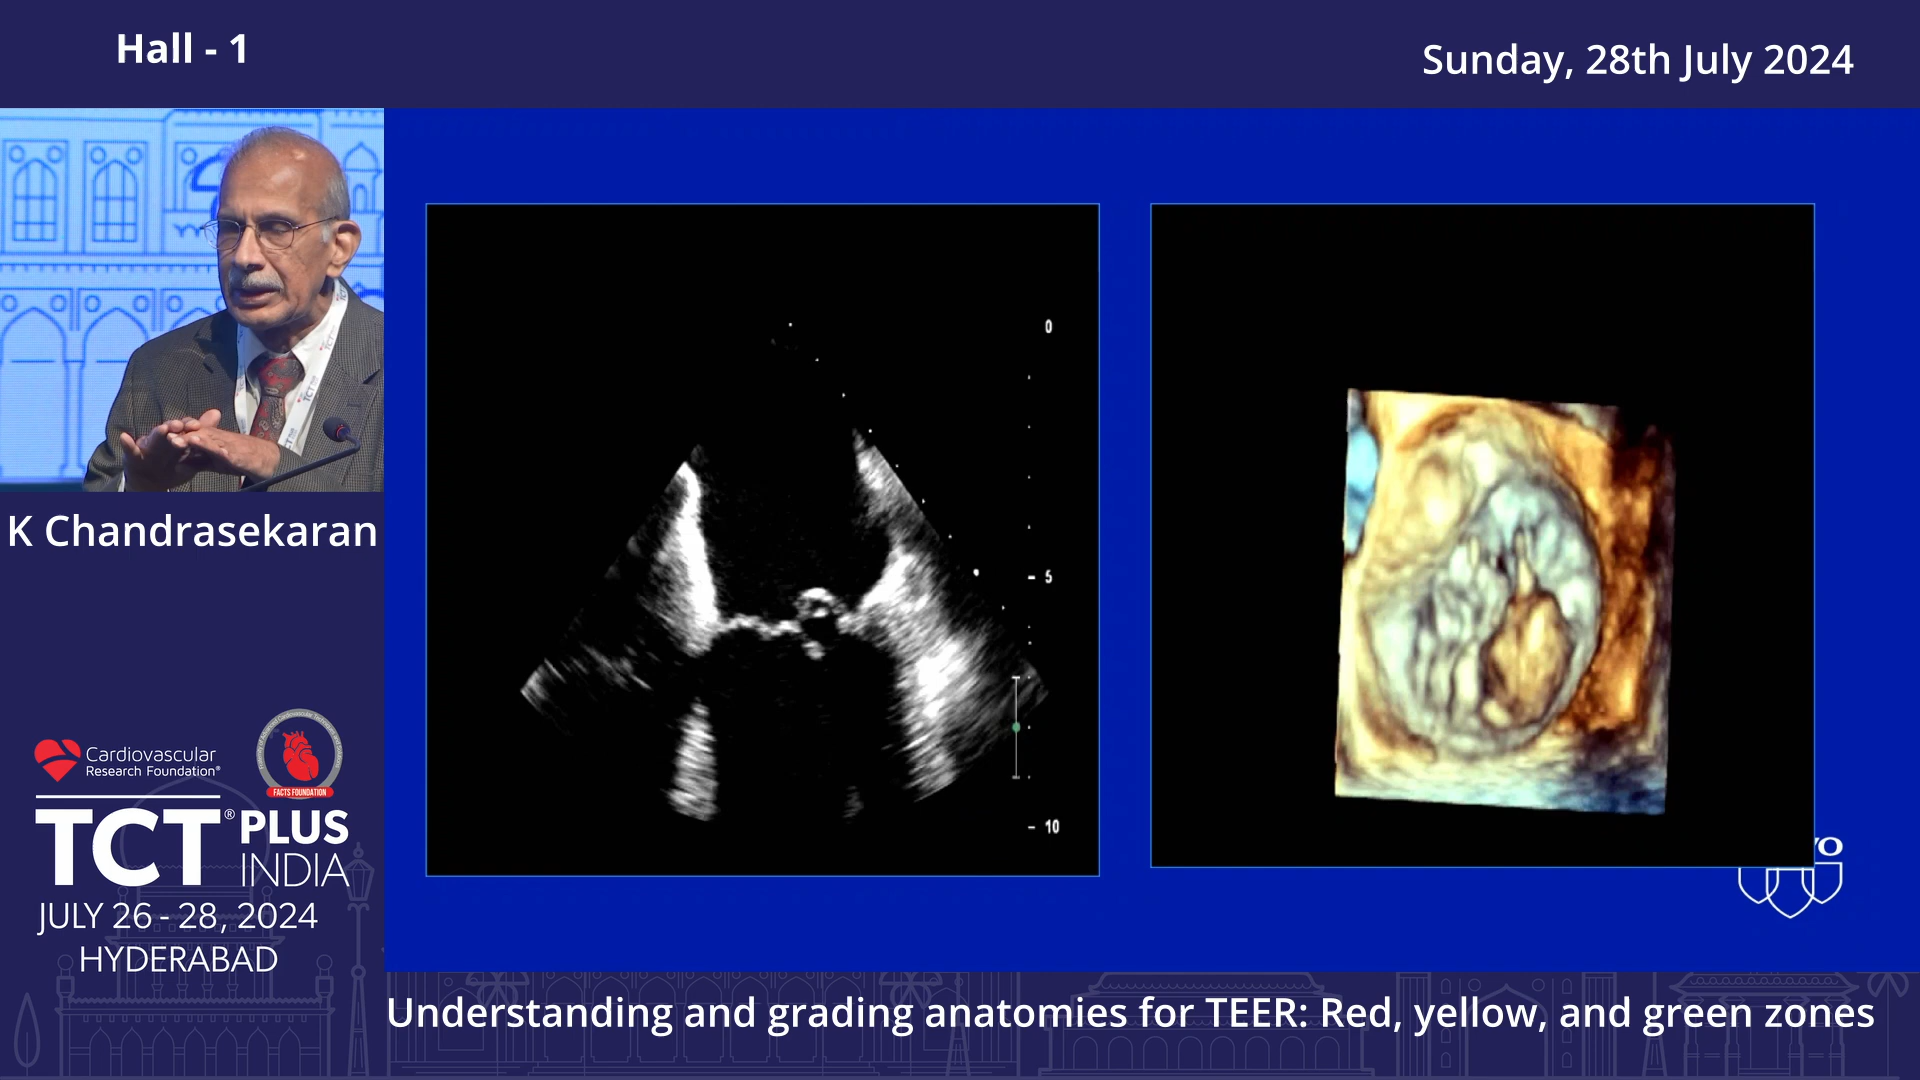 Hall - 1
Sunday, 28th July 2024
0
5
10
K Chandrasekaran
Cardiovascular
Research Foundation®
FACTS FOUNDATION
TCT® PLUS
INDIA
JULY 26 - 28, 2024
HYDERABAD
Understanding and grading anatomies for TEER: Red, yellow, and green zones